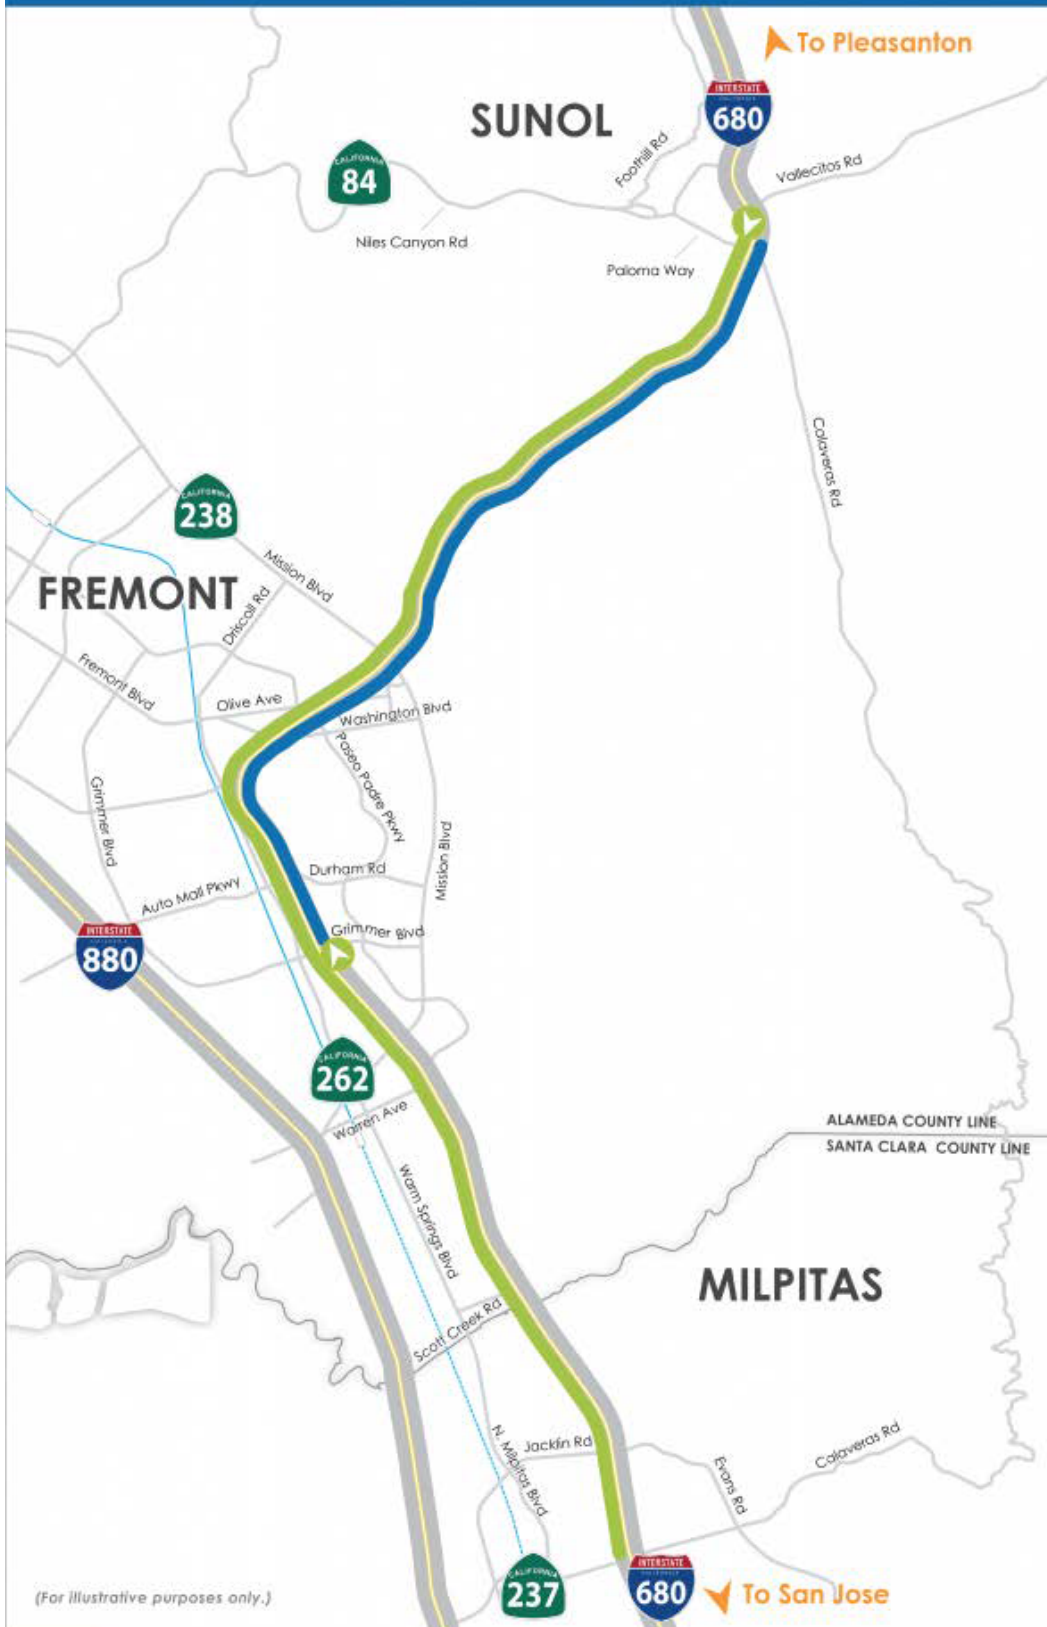 To Pleasanton
INTERSTATE
CALIFORNIA
680
SUNOL
Foothill Rd
CALIFORNIA
84
Vallecitos Rd
Niles Canyon Rd
Paloma Way
Calaveras Rd
CALIFORNIA
238
Mission Blvd
FREMONT
Driscoll Rd
Fremont Blvd
Olive Ave
Washington Blvd
Paseo Padre Pkwy
Grimmer Blvd
Mission Blvd
Durham Rd
Auto Mall Pkwy
Grimmer Blvd
INTERSTATE
CALIFORNIA
880
CALIFORNIA
262
Warren Ave
ALAMEDA COUNTY LINE
SANTA CLARA COUNTY LINE
Warm Springs Blvd
MILPITAS
Scott Creek Rd
Jacklin Rd
N. Milpitas Blvd
Evans Rd
Calaveras Rd
CALIFORNIA
237
INTERSTATE
CALIFORNIA
680
To San Jose
(For illustrative purposes only.)